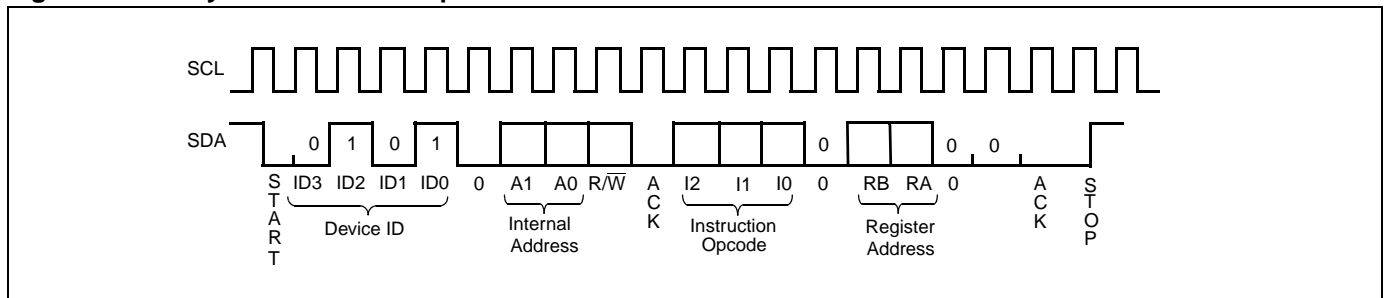 SCL
SDA
0 1 0 1 0 0 0
S T A R T
ID3 ID2 ID1 ID0 0 A1 A0 R/W̅
A C K
I2 I1 I0 0 RB RA 0
A C K
S T O P
Device ID
Internal Address
Instruction Opcode
Register Address